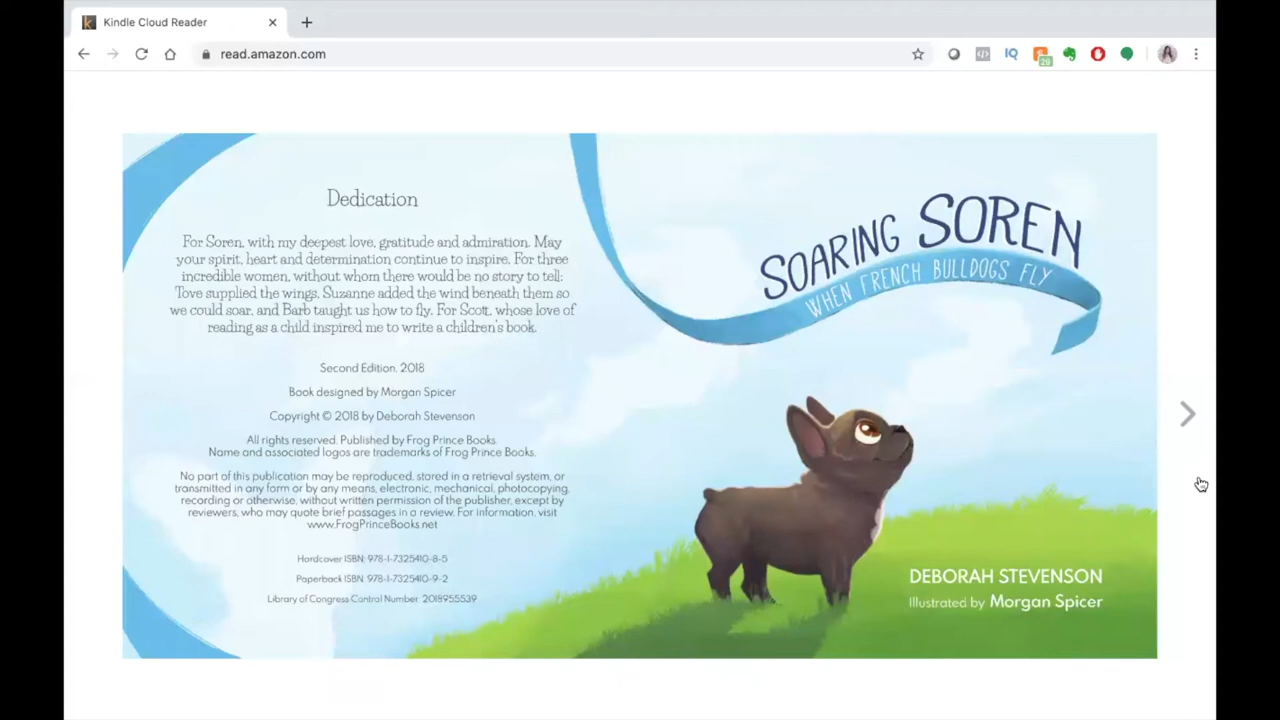 Kindle Cloud Reader
read.amazon.com
IQ
28
Dedication
For Soren, with my deepest love, gratitude and admiration. May
your spirit, heart and determination continue to inspire. For three
incredible women, without whom there would be no story to tell:
Tove supplied the wings, Suzanne added the wind beneath them so
we could soar, and Barb taught us how to fly. For Scott, whose love of
reading as a child inspired me to write a children's book.
Second Edition, 2018
Book designed by Morgan Spicer
Copyright © 2018 by Deborah Stevenson
All rights reserved. Published by Frog Prince Books.
Name and associated logos are trademarks of Frog Prince Books.
No part of this publication may be reproduced, stored in a retrieval system, or
transmitted in any form or by any means, electronic, mechanical, photocopying,
recording or otherwise, without written permission of the publisher, except by
reviewers, who may quote brief passages in a review. For information, visit
www.FrogPrinceBooks.net
Hardcover ISBN: 978-1-7325410-8-5
Paperback ISBN: 978-1-7325410-9-2
Library of Congress Control Number: 2018955539
SOARING SOREN
WHEN FRENCH BULLDOGS FLY
DEBORAH STEVENSON
Illustrated by Morgan Spicer